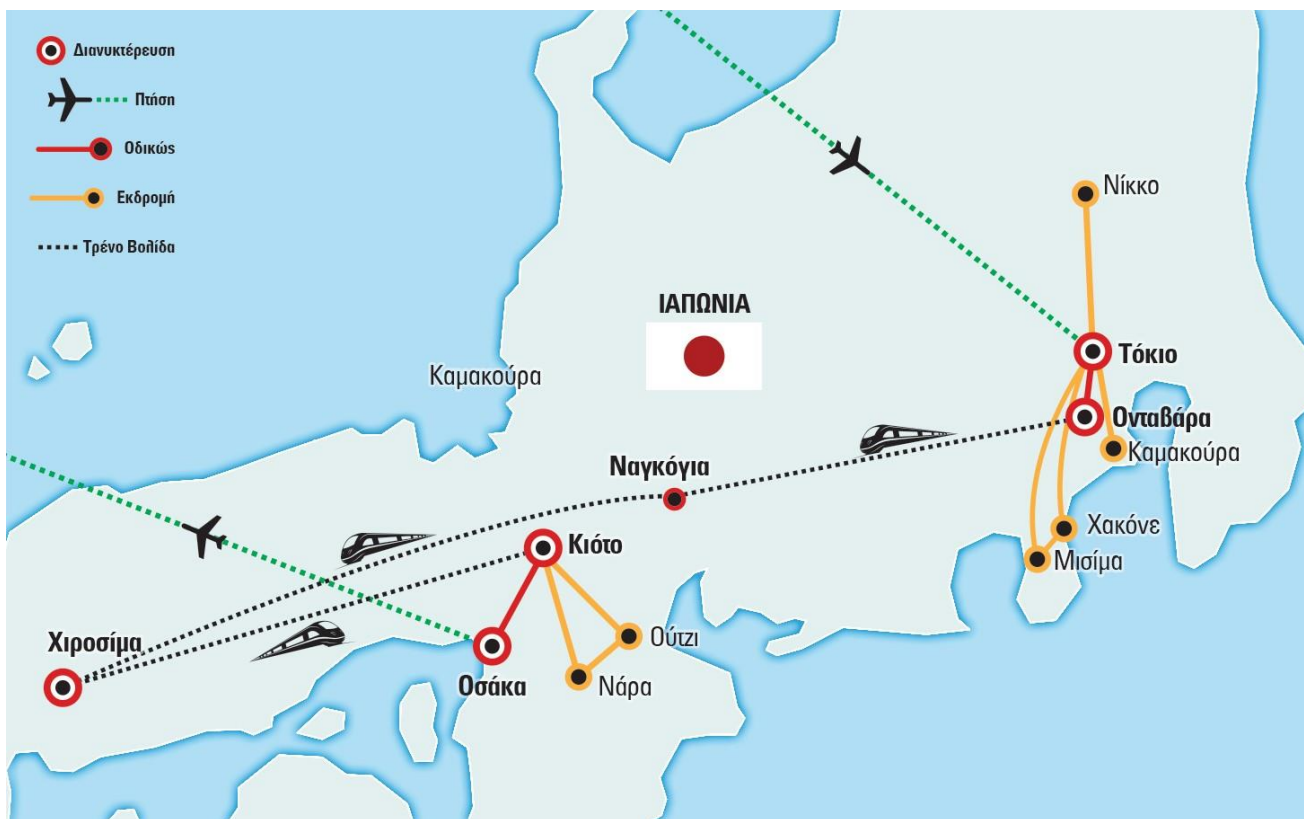 Διανυκτέρευση
Πτήση
Οδικώς
Εκδρομή
Τρένο Βολίδα
Νίκκο
ΙΑΠΩΝΙΑ
Τόκιο
Καμακούρα
Ονταβάρα
Καμακούρα
Ναγκόγια
Χακόνε
Κιότο
Μισίμα
Ούτζι
Χιροσίμα
Οσάκα
Νάρα